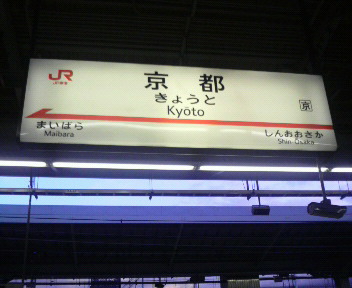 JR
京都
きょうと
Kyōto
京
まいばら
Maibara
しんおおさか
Shin-Ōsaka